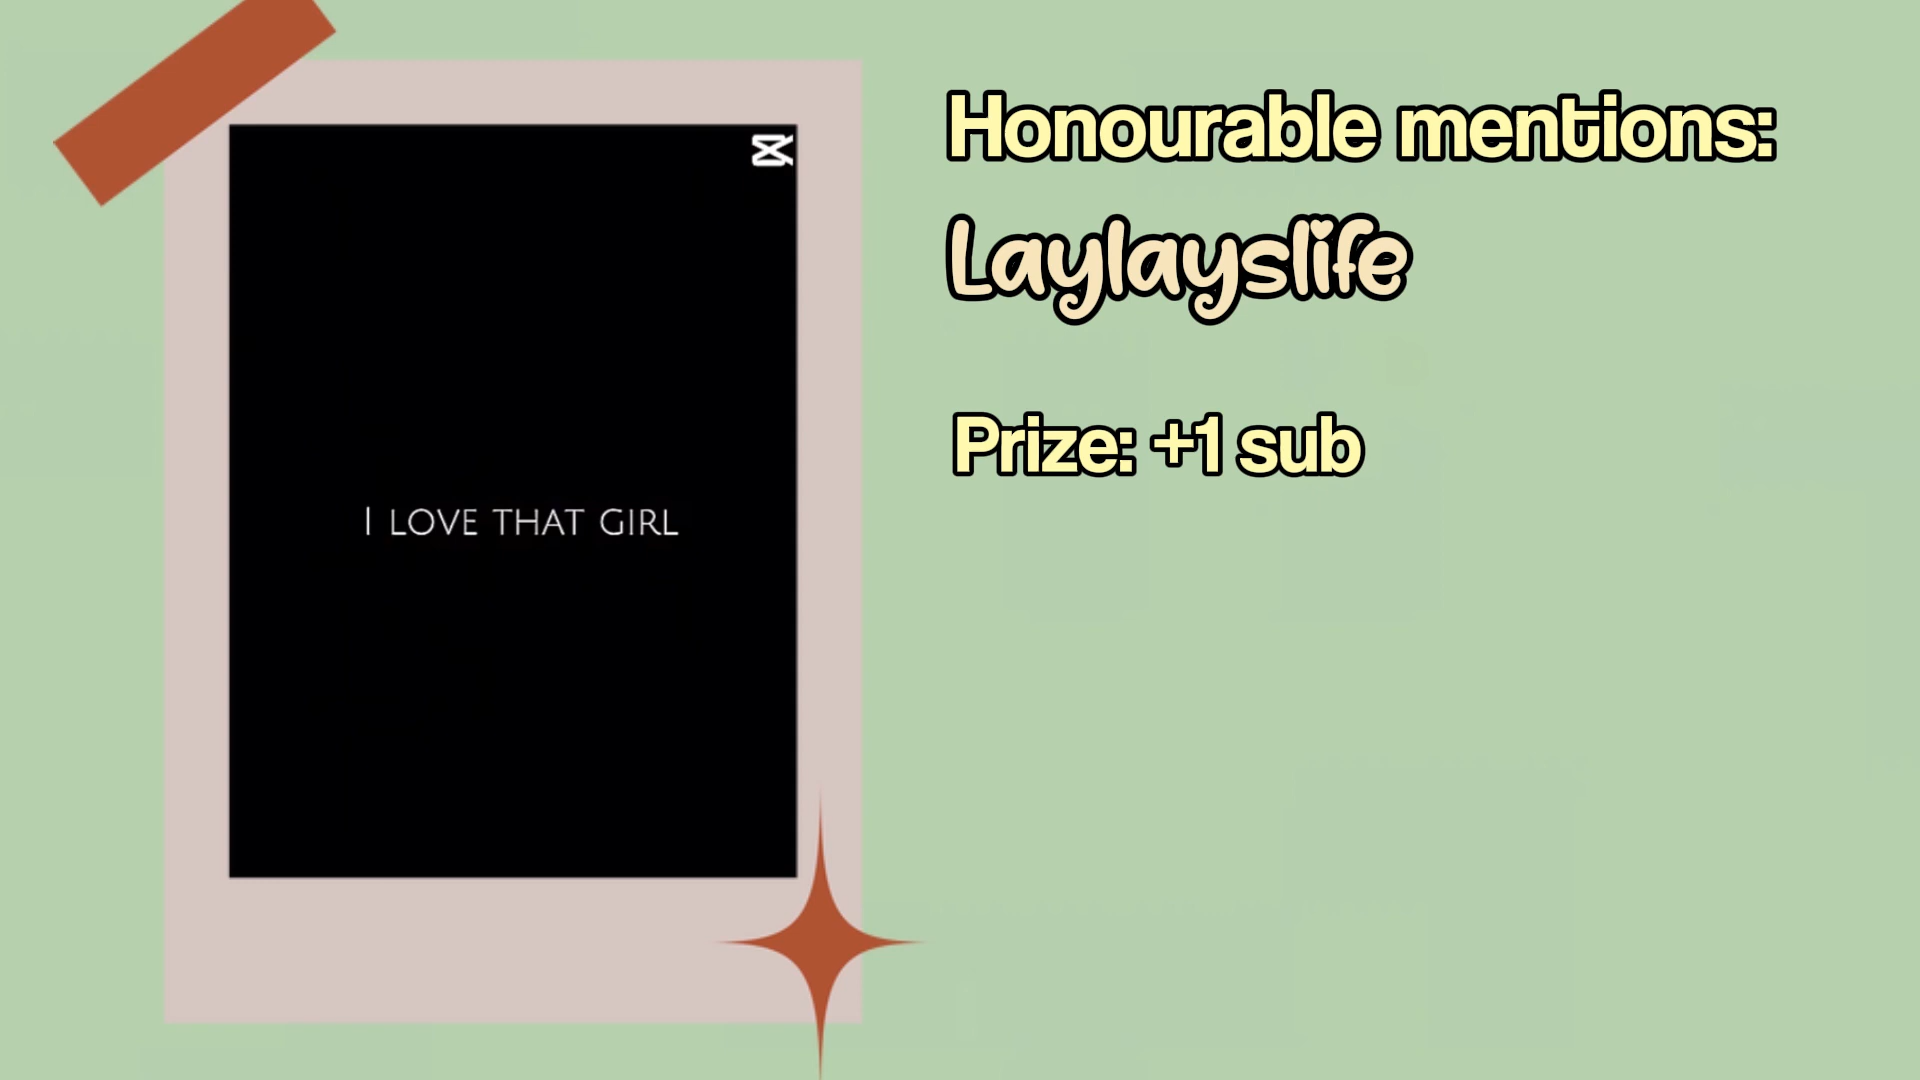 Honourable mentions:
Laylayslife
Prize: +1 sub
I LOVE THAT GIRL